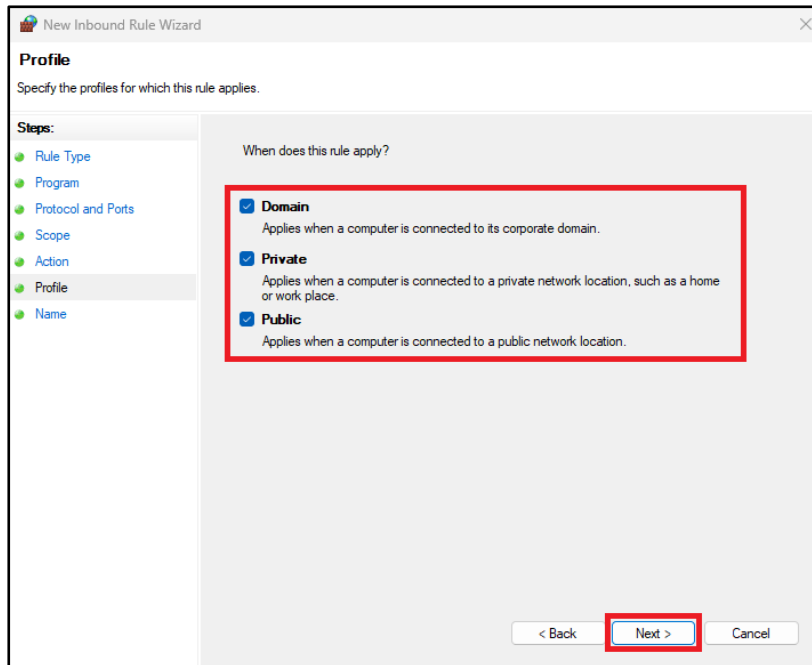 New Inbound Rule Wizard
Profile
Specify the profiles for which this rule applies.
Steps:
Rule Type
Program
Protocol and Ports
Scope
Action
Profile
Name
When does this rule apply?
Domain
Applies when a computer is connected to its corporate domain.
Private
Applies when a computer is connected to a private network location, such as a home
or work place.
Public
Applies when a computer is connected to a public network location.
< Back
Next >
Cancel